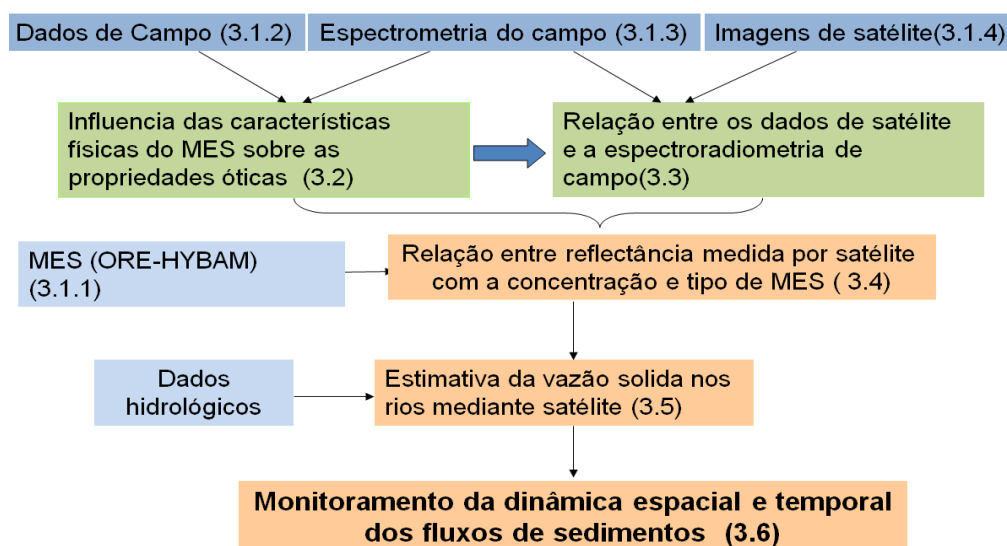 Dados de Campo (3.1.2)
Espectrometria do campo (3.1.3)
Imagens de satélite(3.1.4)
Influencia das características
físicas do MES sobre as
propriedades óticas (3.2)
Relação entre os dados de satélite
e a espectroradiometria de
campo(3.3)
MES (ORE-HYBAM)
(3.1.1)
Relação entre reflectância medida por satélite
com a concentração e tipo de MES ( 3.4)
Dados
hidrológicos
Estimativa da vazão solida nos
rios mediante satélite (3.5)
Monitoramento da dinâmica espacial e temporal
dos fluxos de sedimentos (3.6)